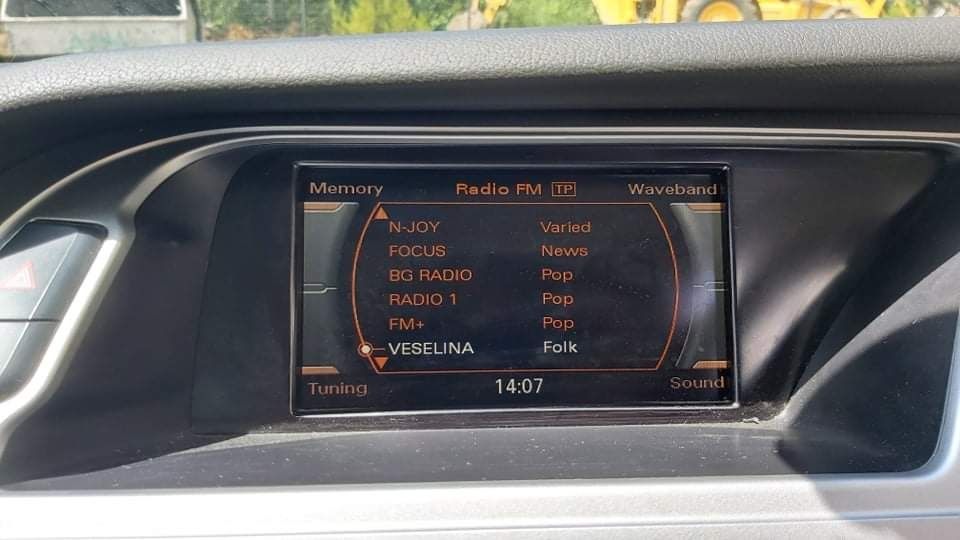 Memory Radio FM TP Waveband
N-JOY Varied
FOCUS News
BG RADIO Pop
RADIO 1 Pop
FM+ Pop
VESELINA Folk
Tuning 14:07 Sound